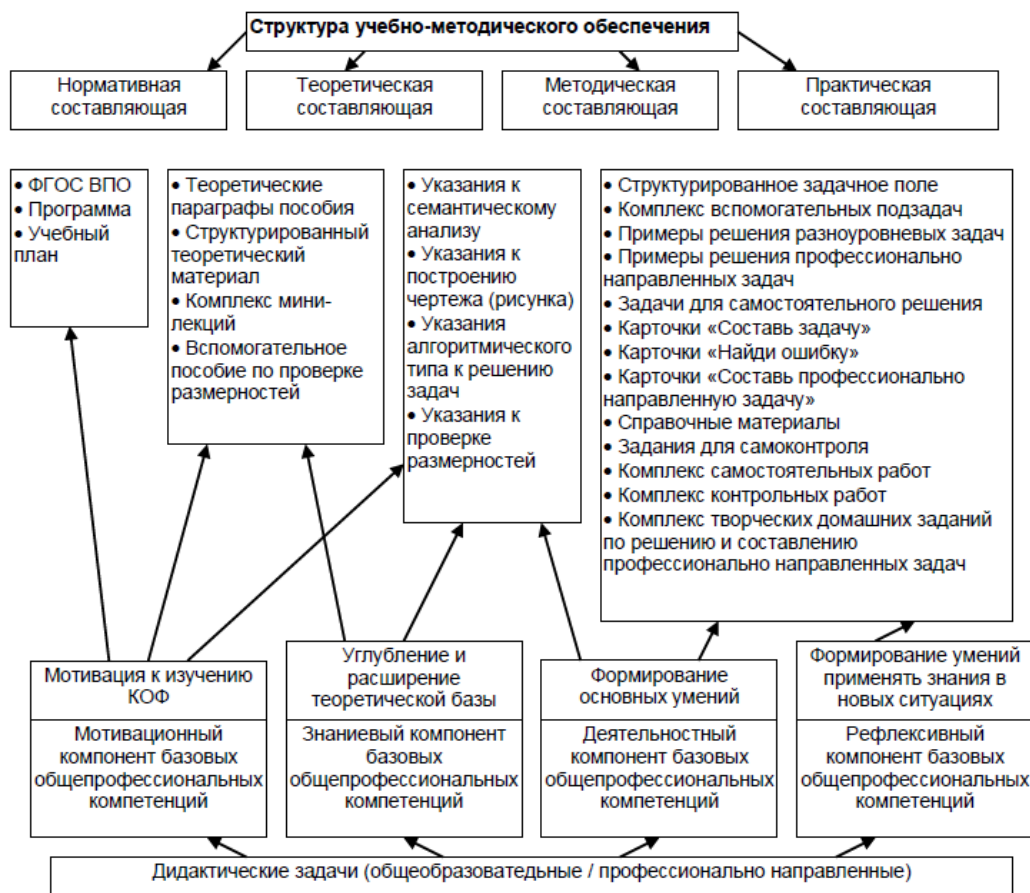 Структура учебно-методического обеспечения
Нормативная
составляющая
Теоретическая
составляющая
Методическая
составляющая
Практическая
составляющая
• ФГОС ВПО
• Программа
• Учебный
план
• Теоретические
параграфы пособия
• Структурированный
теоретический
материал
• Комплекс мини-
лекций
• Вспомогательное
пособие по проверке
размерностей
• Указания к
семантическому
анализу
• Указания к
построению
чертежа (рисунка)
• Указания
алгоритмического
типа к решению
задач
• Указания к
проверке
размерностей
• Структурированное задачное поле
• Комплекс вспомогательных подзадач
• Примеры решения разноуровневых задач
• Примеры решения профессионально
направленных задач
• Задачи для самостоятельного решения
• Карточки «Составь задачу»
• Карточки «Найди ошибку»
• Карточки «Составь профессионально
направленную задачу»
• Справочные материалы
• Задания для самоконтроля
• Комплекс самостоятельных работ
• Комплекс контрольных работ
• Комплекс творческих домашних заданий
по решению и составлению
профессионально направленных задач
Мотивация к изучению
КОФ
Мотивационный
компонент базовых
общепрофессиональных
компетенций
Углубление и
расширение
теоретической базы
Знаниевый компонент
базовых
общепрофессиональных
компетенций
Формирование
основных умений
Деятельностный
компонент базовых
общепрофессиональных
компетенций
Формирование умений
применять знания в
новых ситуациях
Рефлексивный
компонент базовых
общепрофессиональных
компетенций
Дидактические задачи (общеобразовательные / профессионально направленные)